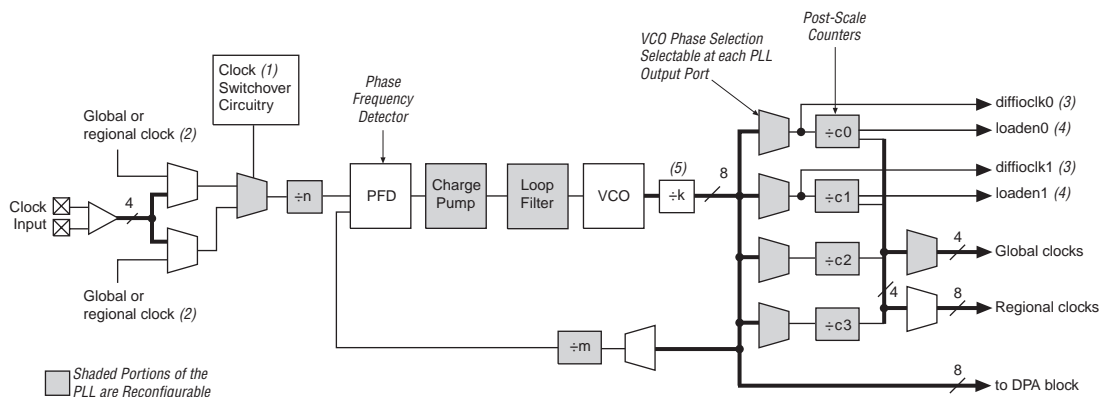 VCO Phase Selection
Selectable at each PLL
Output Port
Post-Scale
Counters
Clock (1)
Switchover
Circuitry
Phase
Frequency
Detector
Global or
regional clock (2)
4
Clock
Input
Global or
regional clock (2)
÷n
PFD
Charge
Pump
Loop
Filter
VCO
(5)
÷k
8
÷c0
÷c1
÷c2
÷c3
÷m
4
diffioclk0 (3)
loaden0 (4)
diffioclk1 (3)
loaden1 (4)
4
Global clocks
8
Regional clocks
8
to DPA block
Shaded Portions of the
PLL are Reconfigurable